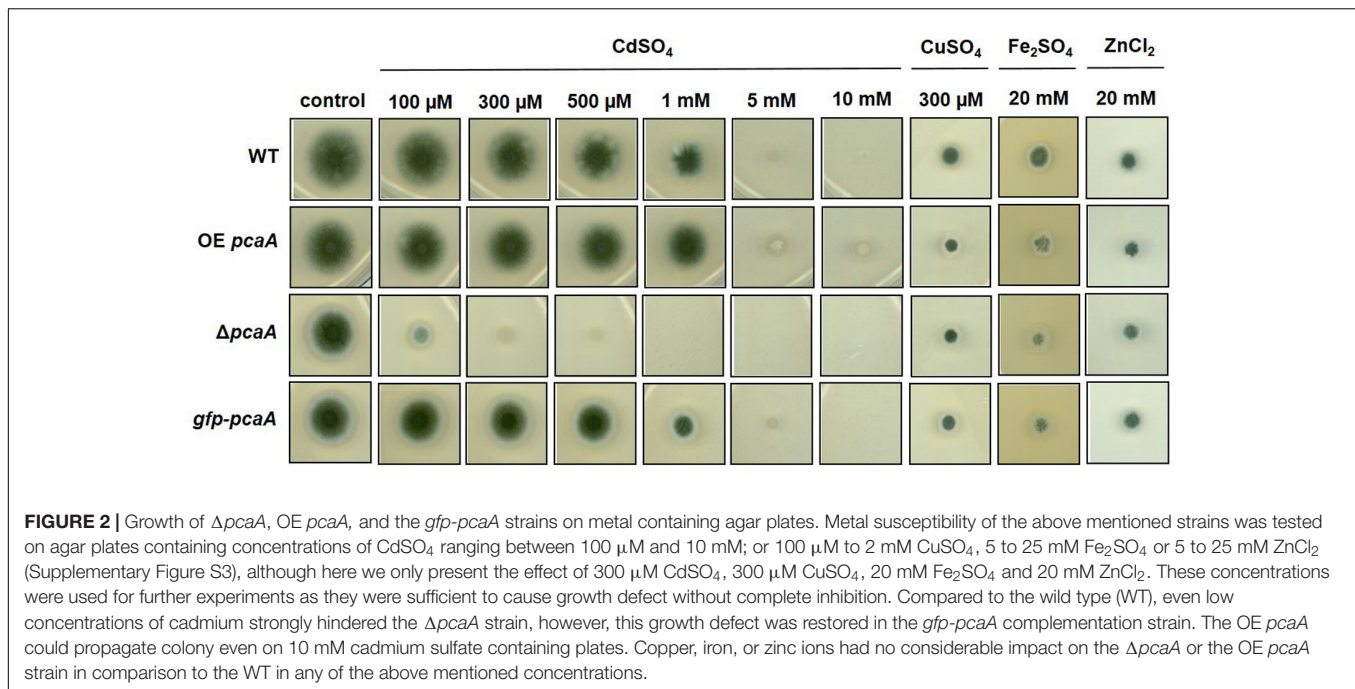 CdSO₄ CuSO₄ Fe₂SO₄ ZnCl₂
control 100 µM 300 µM 500 µM 1 mM 5 mM 10 mM 300 µM 20 mM 20 mM
WT
OE pcaA
ΔpcaA
gfp-pcaA
FIGURE 2 | Growth of ΔpcaA, OE pcaA, and the gfp-pcaA strains on metal containing agar plates. Metal susceptibility of the above mentioned strains was tested
on agar plates containing concentrations of CdSO₄ ranging between 100 µM and 10 mM; or 100 µM to 2 mM CuSO₄, 5 to 25 mM Fe₂SO₄ or 5 to 25 mM ZnCl₂
(Supplementary Figure S3), although here we only present the effect of 300 µM CdSO₄, 300 µM CuSO₄, 20 mM Fe₂SO₄ and 20 mM ZnCl₂. These concentrations
were used for further experiments as they were sufficient to cause growth defect without complete inhibition. Compared to the wild type (WT), even low
concentrations of cadmium strongly hindered the ΔpcaA strain, however, this growth defect was restored in the gfp-pcaA complementation strain. The OE pcaA
could propagate colony even on 10 mM cadmium sulfate containing plates. Copper, iron, or zinc ions had no considerable impact on the ΔpcaA or the OE pcaA
strain in comparison to the WT in any of the above mentioned concentrations.